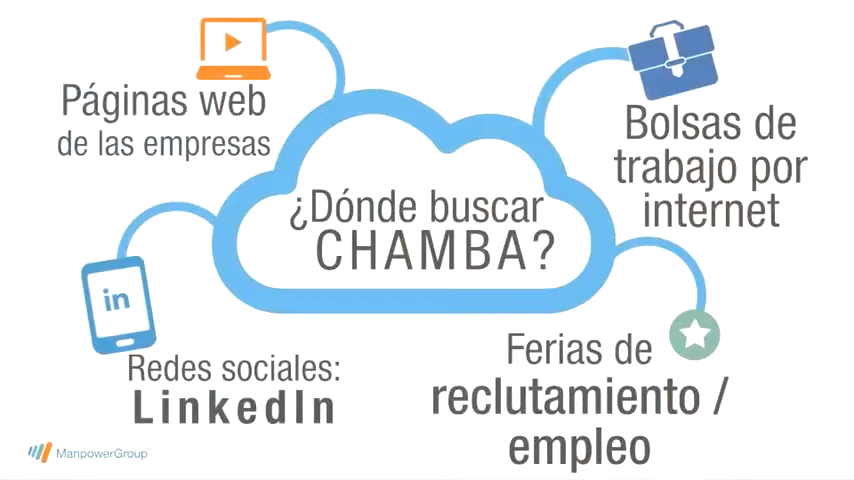 Páginas web
de las empresas
Bolsas de
trabajo por
internet
¿Dónde buscar
CHAMBA?
in
Redes sociales:
LinkedIn
Ferias de
reclutamiento /
empleo
ManpowerGroup